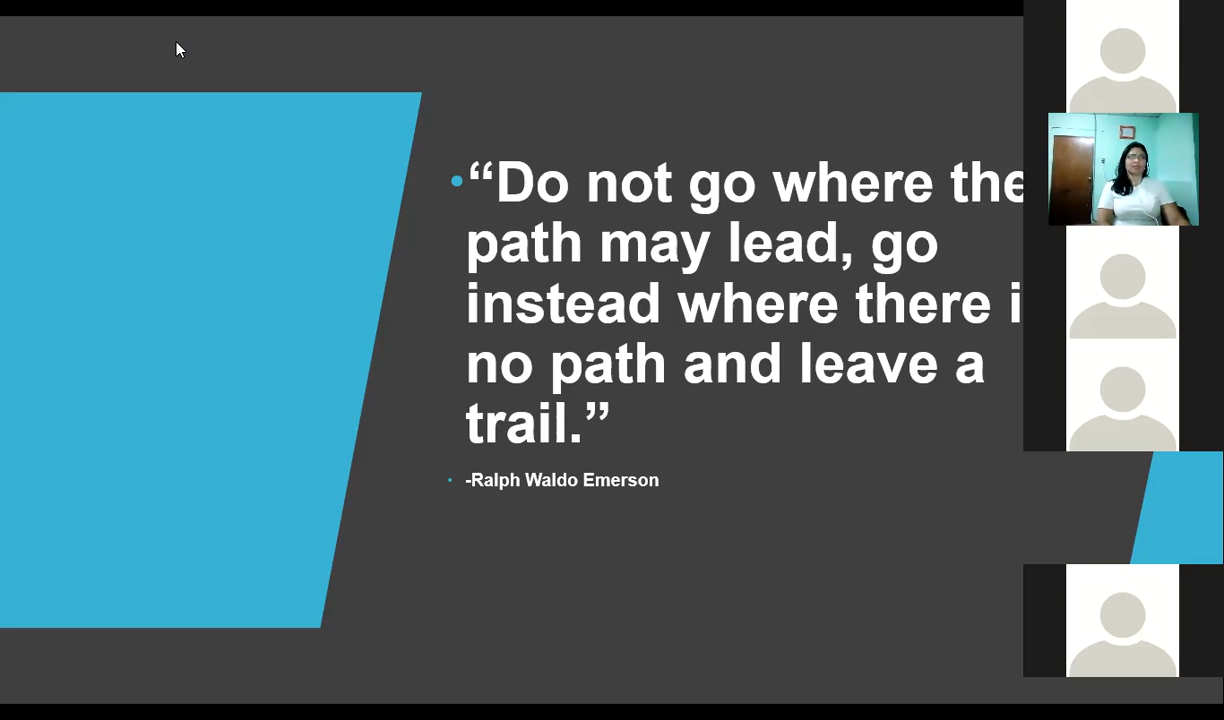 “Do not go where the
path may lead, go
instead where there i
no path and leave a
trail.”
-Ralph Waldo Emerson